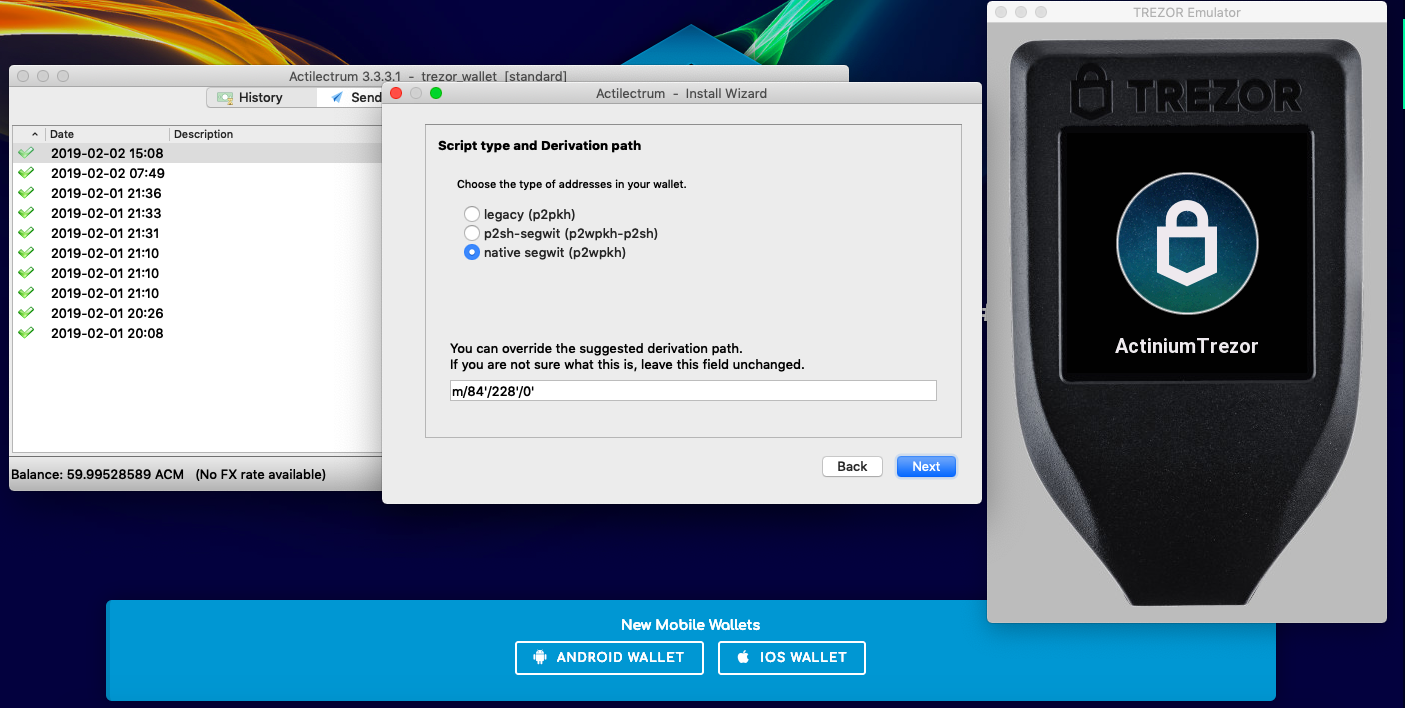 TREZOR Emulator
TREZOR
ActiniumTrezor
Actilectrum 3.3.3.1 - trezor_wallet [standard]
History
Send
Date
Description
2019-02-02 15:08
2019-02-02 07:49
2019-02-01 21:36
2019-02-01 21:33
2019-02-01 21:31
2019-02-01 21:10
2019-02-01 21:10
2019-02-01 21:10
2019-02-01 20:26
2019-02-01 20:08
Balance: 59.99528589 ACM (No FX rate available)
Actilectrum - Install Wizard
Script type and Derivation path
Choose the type of addresses in your wallet.
legacy (p2pkh)
p2sh-segwit (p2wpkh-p2sh)
native segwit (p2wpkh)
You can override the suggested derivation path.
If you are not sure what this is, leave this field unchanged.
m/84'/228'/0'
Back
Next
New Mobile Wallets
ANDROID WALLET
IOS WALLET